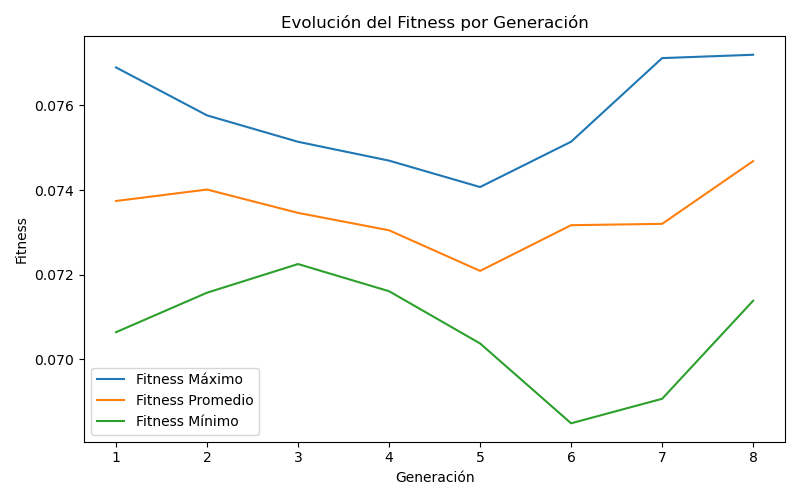 Evolución del Fitness por Generación
Fitness
0.076
0.074
0.072
0.070
Fitness Máximo
Fitness Promedio
Fitness Mínimo
1 2 3 4 5 6 7 8
Generación